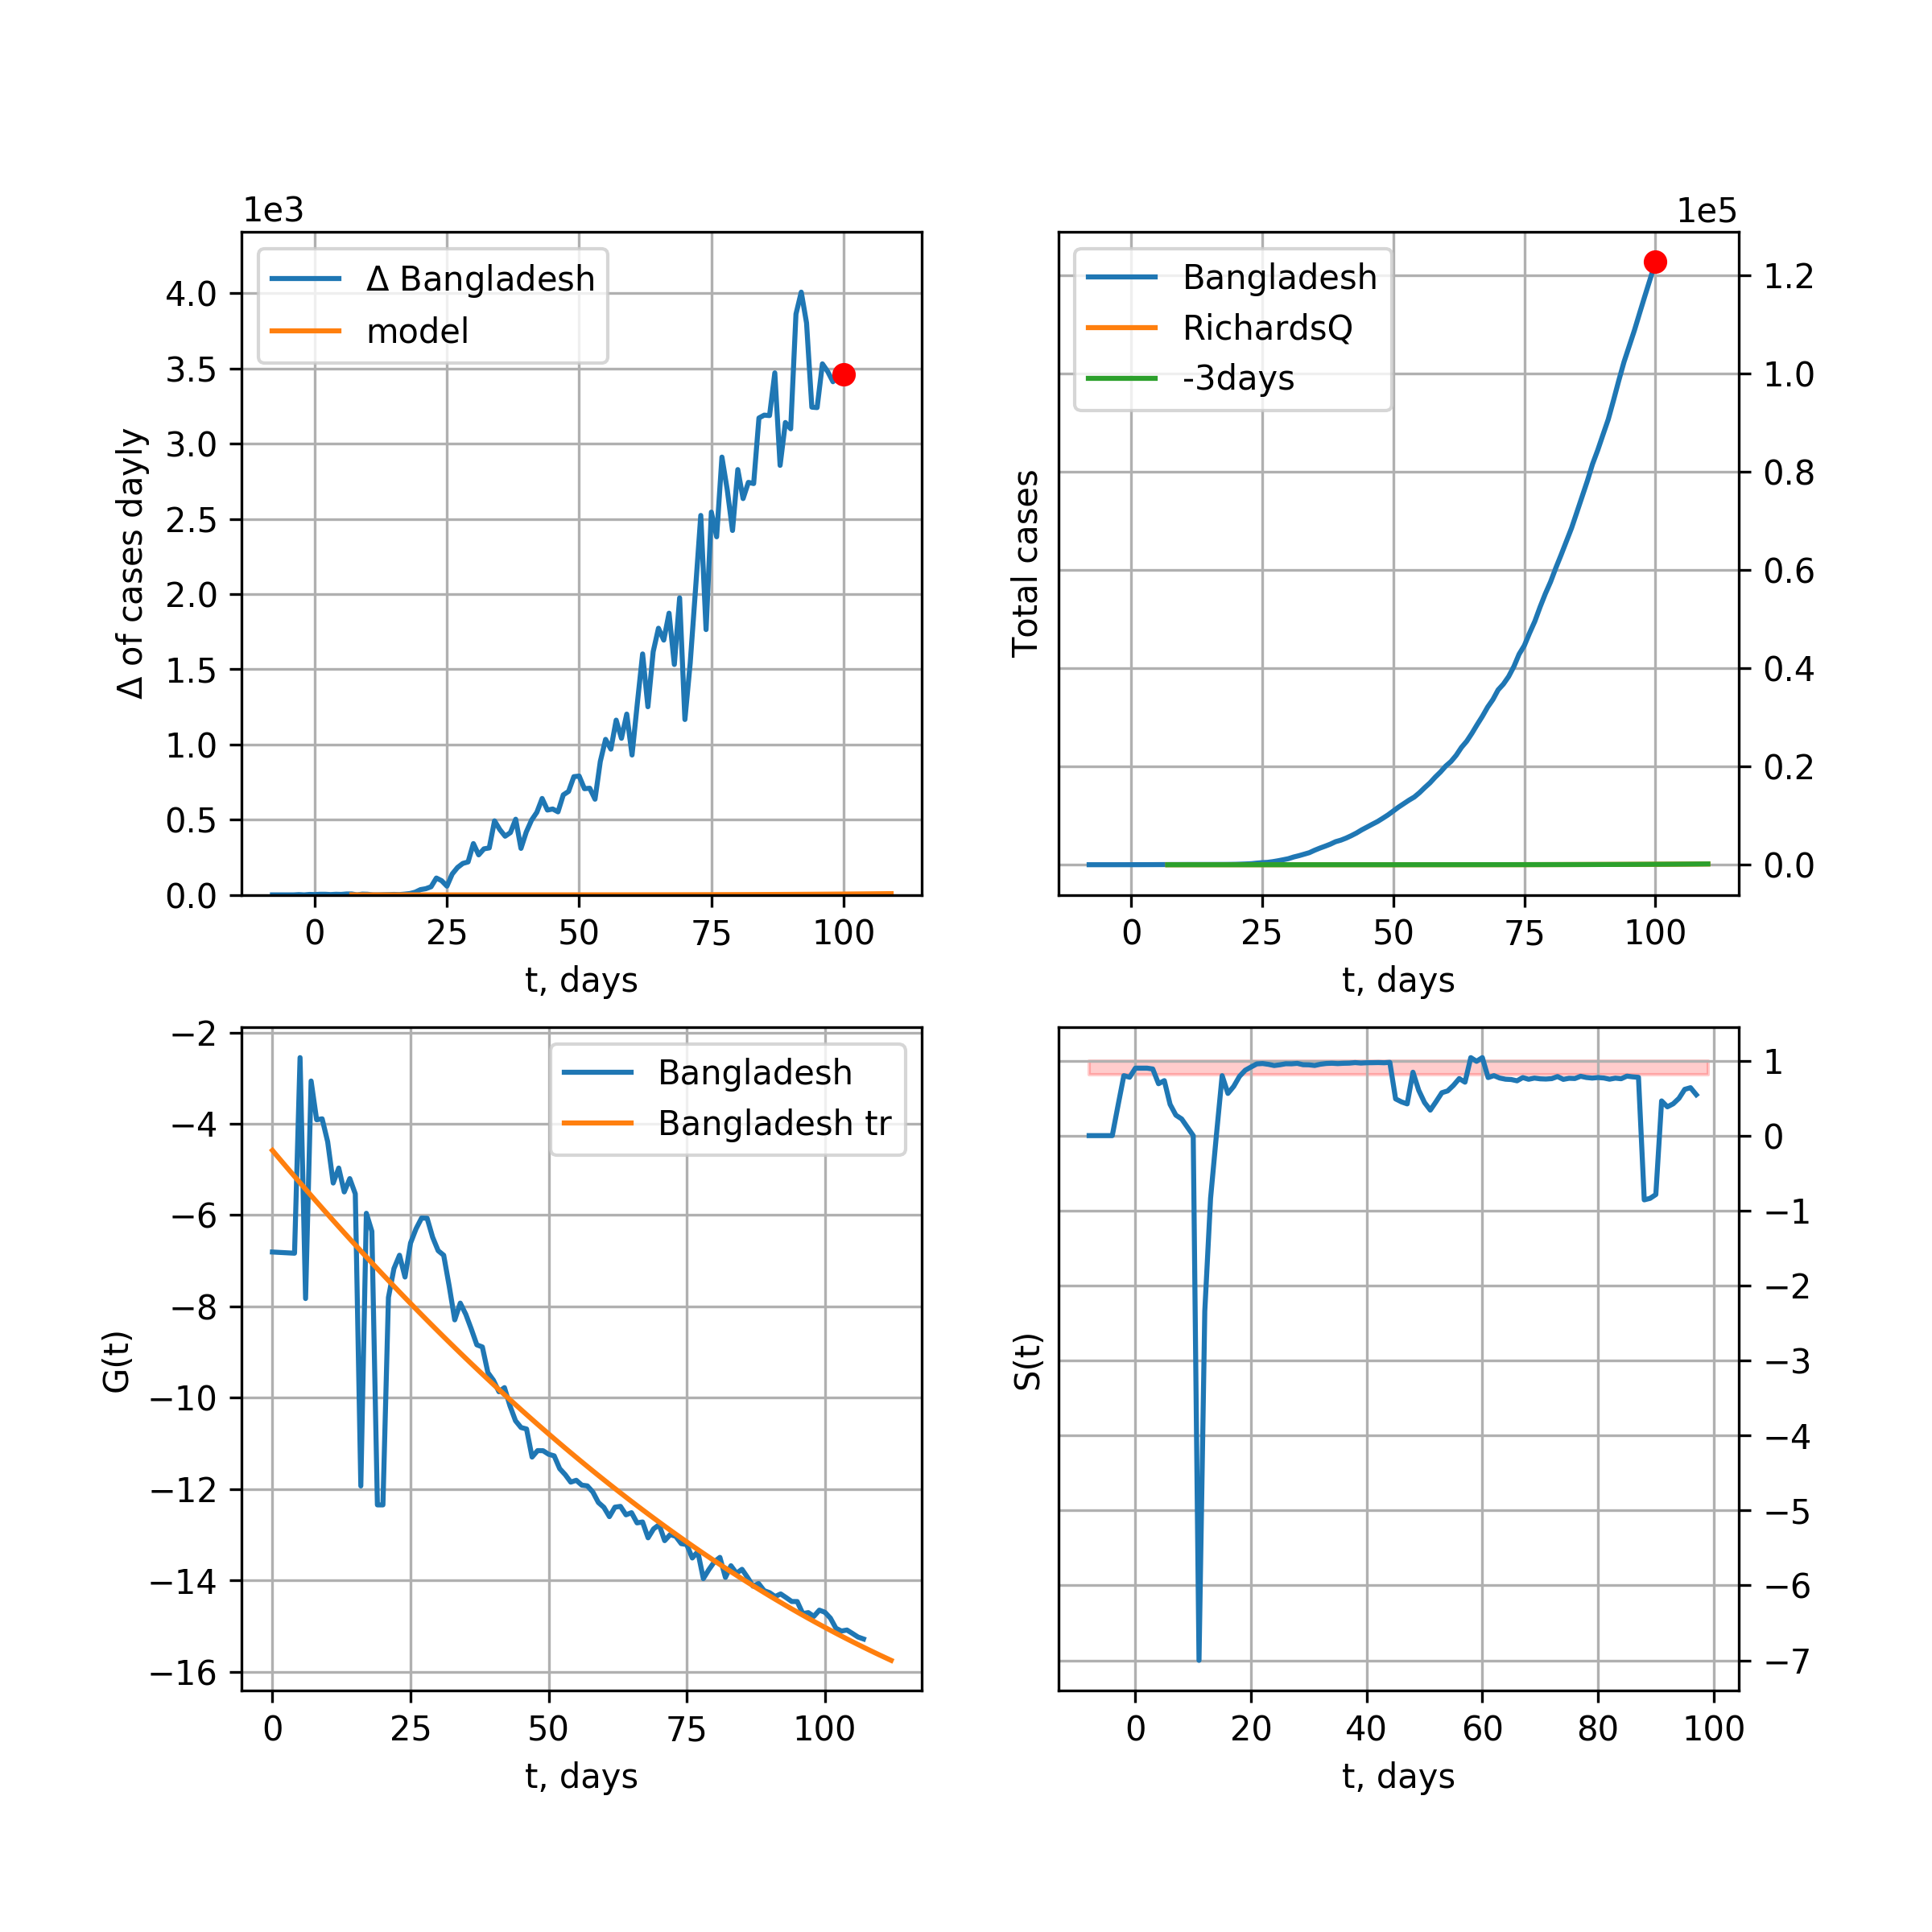 1e3
Δ Bangladesh
model
4.0
3.5
3.0
2.5
2.0
1.5
1.0
0.5
0.0
Δ of cases dayly
0 25 50 75 100
t, days
1e5
Bangladesh
RichardsQ
-3days
1.2
1.0
0.8
0.6
0.4
0.2
0.0
Total cases
0 25 50 75 100
t, days
Bangladesh
Bangladesh tr
−2
−4
−6
−8
−10
−12
−14
−16
G(t)
0 25 50 75 100
t, days
1
0
−1
−2
−3
−4
−5
−6
−7
S(t)
0 20 40 60 80 100
t, days